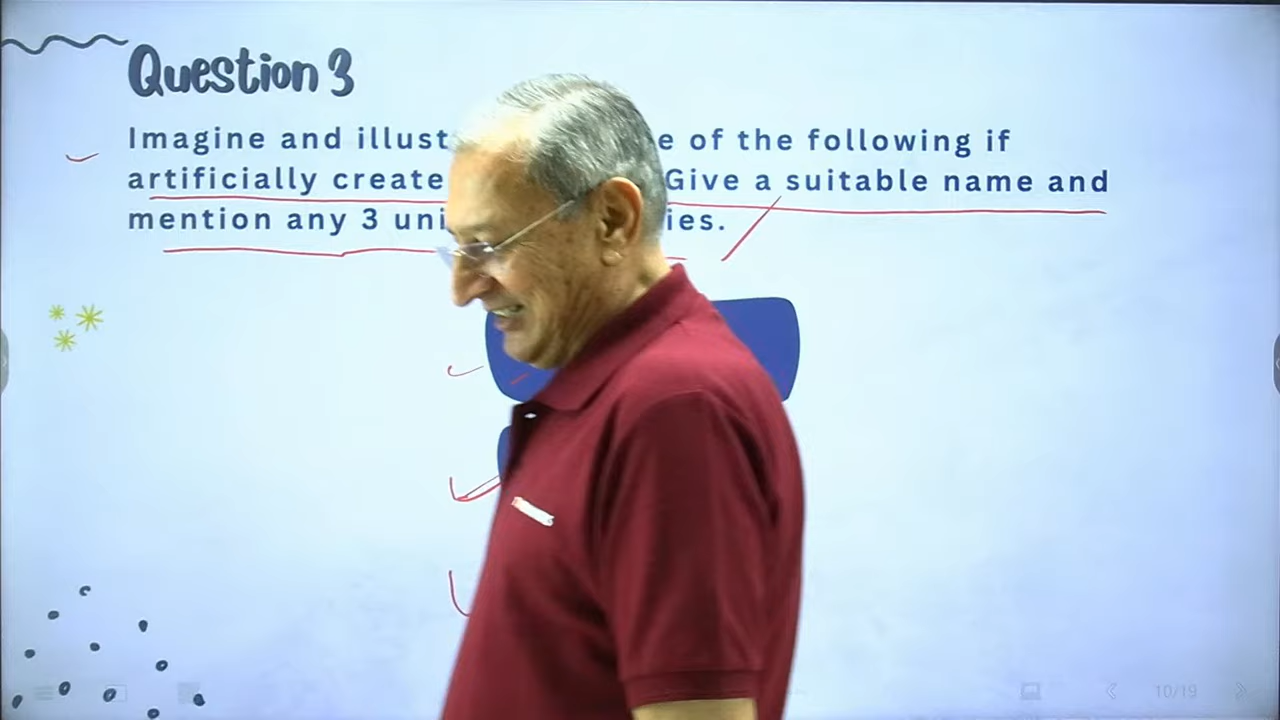 Question 3
Imagine and illust e of the following if
artificially create Give a suitable name and
mention any 3 uni ies.
10/19